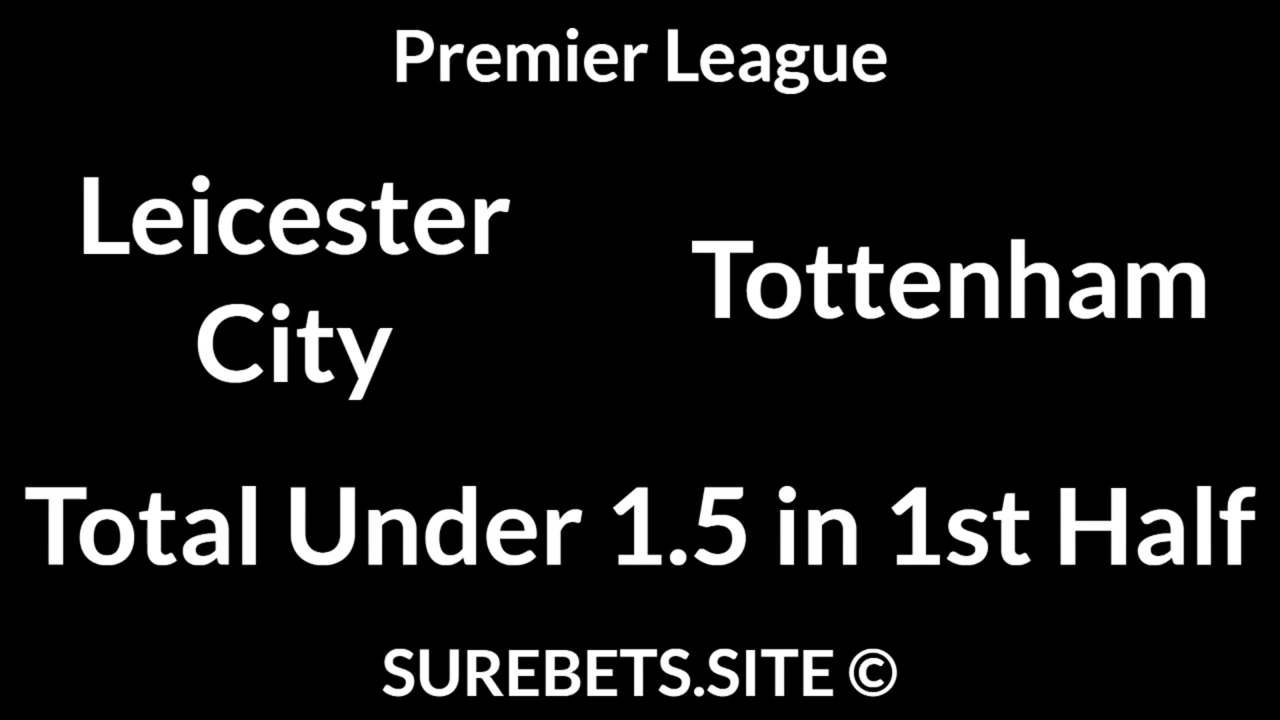 Premier League
Leicester
City
Tottenham
Total Under 1.5 in 1st Half
SUREBETS.SITE ©